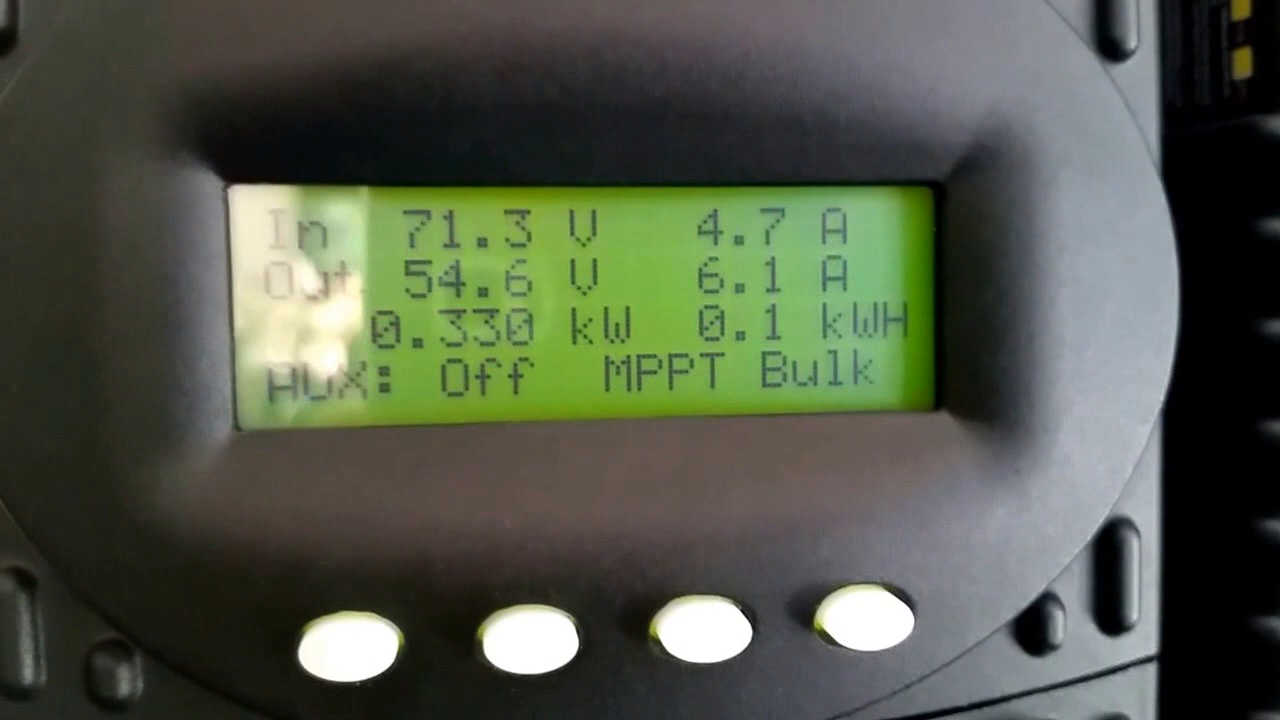 In 71.3 V 4.7 A
Out 54.6 V 6.1 A
0.330 kW 0.1 kWH
AUX: Off MPPT Bulk